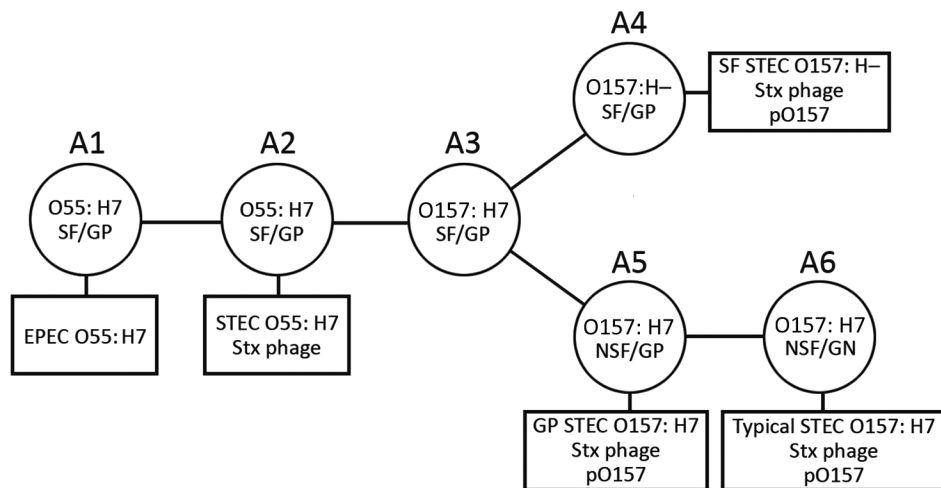 A4
O157:H–
SF/GP
SF STEC O157: H–
Stx phage
pO157
A1
O55: H7
SF/GP
EPEC O55: H7
A2
O55: H7
SF/GP
STEC O55: H7
Stx phage
A3
O157: H7
SF/GP
A5
O157: H7
NSF/GP
GP STEC O157: H7
Stx phage
pO157
A6
O157: H7
NSF/GN
Typical STEC O157: H7
Stx phage
pO157